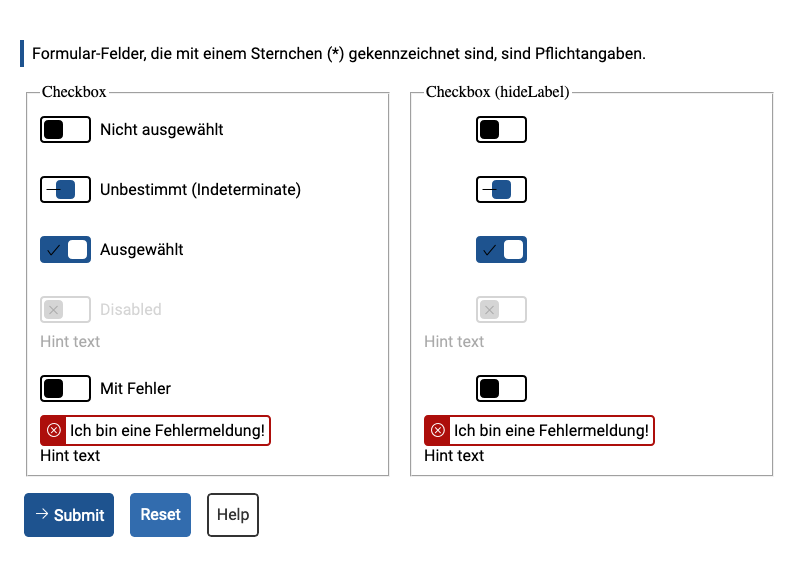 Formular-Felder, die mit einem Sternchen (*) gekennzeichnet sind, sind Pflichtangaben.
Checkbox
Nicht ausgewählt
Unbestimmt (Indeterminate)
Ausgewählt
Disabled
Hint text
Mit Fehler
Ich bin eine Fehlermeldung!
Hint text
Checkbox (hideLabel)
Hint text
Ich bin eine Fehlermeldung!
Hint text
Submit
Reset
Help